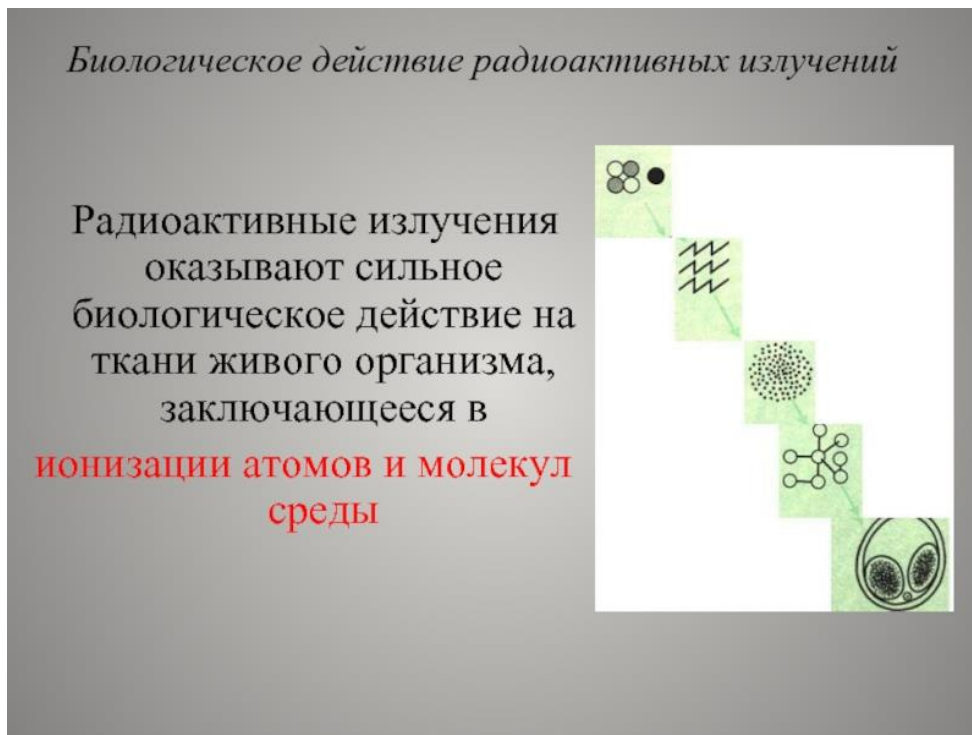 Биологическое действие радиоактивных излучений
Радиоактивные излучения
оказывают сильное
биологическое действие на
ткани живого организма,
заключающееся в
ионизации атомов и молекул
среды